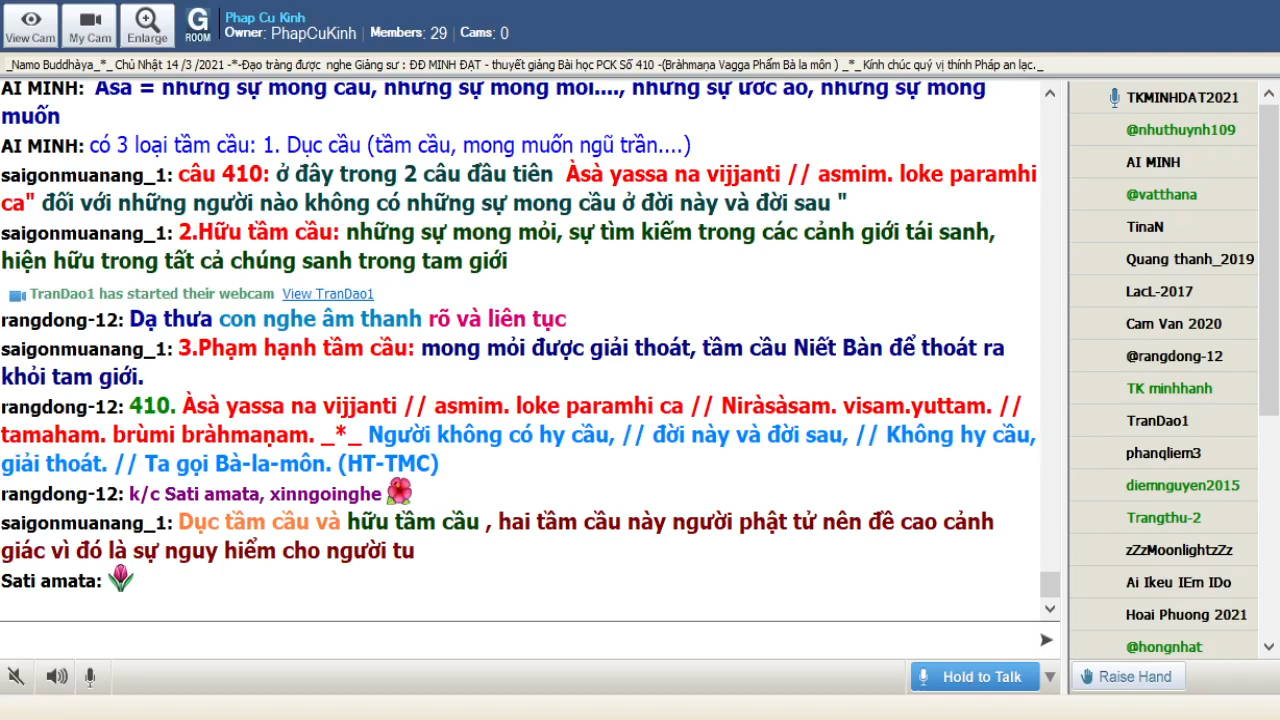 View Cam
My Cam
Enlarge
G
ROOM
Phap Cu Kinh
Owner: PhapCuKinh | Members: 29 | Cams: 0
_Namo Buddhàya_*_ Chủ Nhật 14 /3 /2021 -*-Đạo tràng được nghe Giảng sư : ĐĐ MINH ĐẠT - thuyết giảng Bài học PCK Số 410 -(Bràhmaṇa Vagga Phẩm Bà la môn ) _*_Kính chúc quý vị thính Pháp an lạc._
AI MINH: Àsà = những sự mong cầu, những sự mong mỏi...., những sự ước ao, những sự mong
muốn
AI MINH: có 3 loại tầm cầu: 1. Dục cầu (tầm cầu, mong muốn ngũ trần....)
saigonmuanang_1: câu 410: ở đây trong 2 câu đầu tiên Àsà yassa na vijjanti // asmim. loke paramhi
ca" đối với những người nào không có những sự mong cầu ở đời này và đời sau "
saigonmuanang_1: 2.Hữu tầm cầu: những sự mong mỏi, sự tìm kiếm trong các cảnh giới tái sanh,
hiện hữu trong tất cả chúng sanh trong tam giới
TranDao1 has started their webcam View TranDao1
rangdong-12: Dạ thưa con nghe âm thanh rõ và liên tục
saigonmuanang_1: 3.Phạm hạnh tầm cầu: mong mỏi được giải thoát, tầm cầu Niết Bàn để thoát ra
khỏi tam giới.
rangdong-12: 410. Àsà yassa na vijjanti // asmim. loke paramhi ca // Niràsàsam. visam.yuttam. //
tamaham. brùmi bràhmaṇam. _*_ Người không có hy cầu, // đời này và đời sau, // Không hy cầu,
giải thoát. // Ta gọi Bà-la-môn. (HT-TMC)
rangdong-12: k/c Sati amata, xinngoinghe
saigonmuanang_1: Dục tầm cầu và hữu tầm cầu , hai tầm cầu này người phật tử nên đề cao cảnh
giác vì đó là sự nguy hiểm cho người tu
Sati amata:
Hold to Talk
TKMINHDAT2021
@nhuthuynh109
AI MINH
@vatthana
TinaN
Quang thanh_2019
LacL-2017
Cam Van 2020
@rangdong-12
TK minhhanh
TranDao1
phanqliem3
diemnguyen2015
Trangthu-2
zZzMoonlightzZz
Ai Ikeu IEm IDo
Hoai Phuong 2021
@hongnhat
Raise Hand